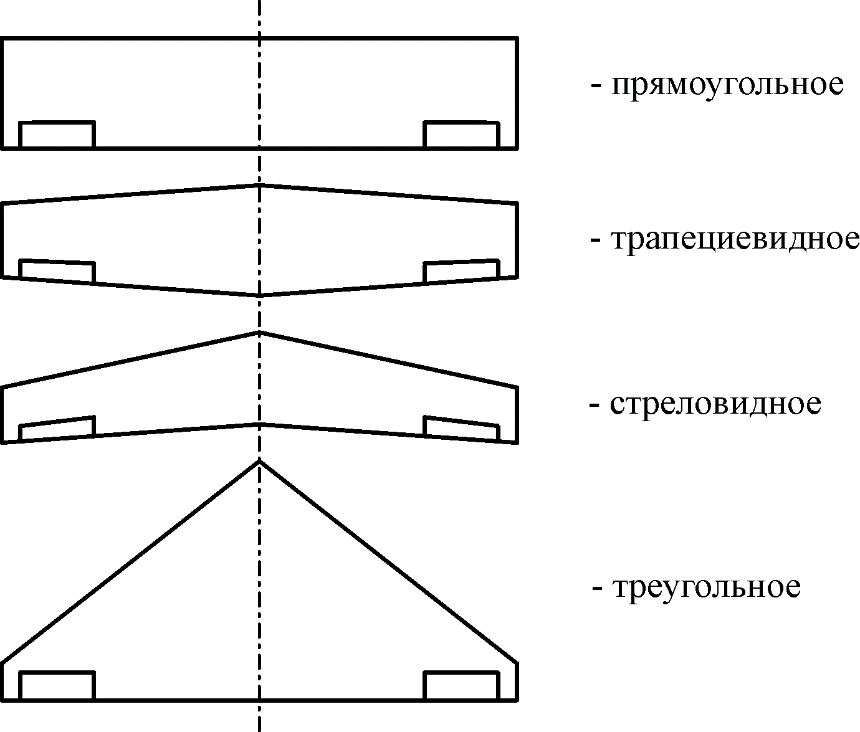 - прямоугольное
- трапециевидное
- стреловидное
- треугольное